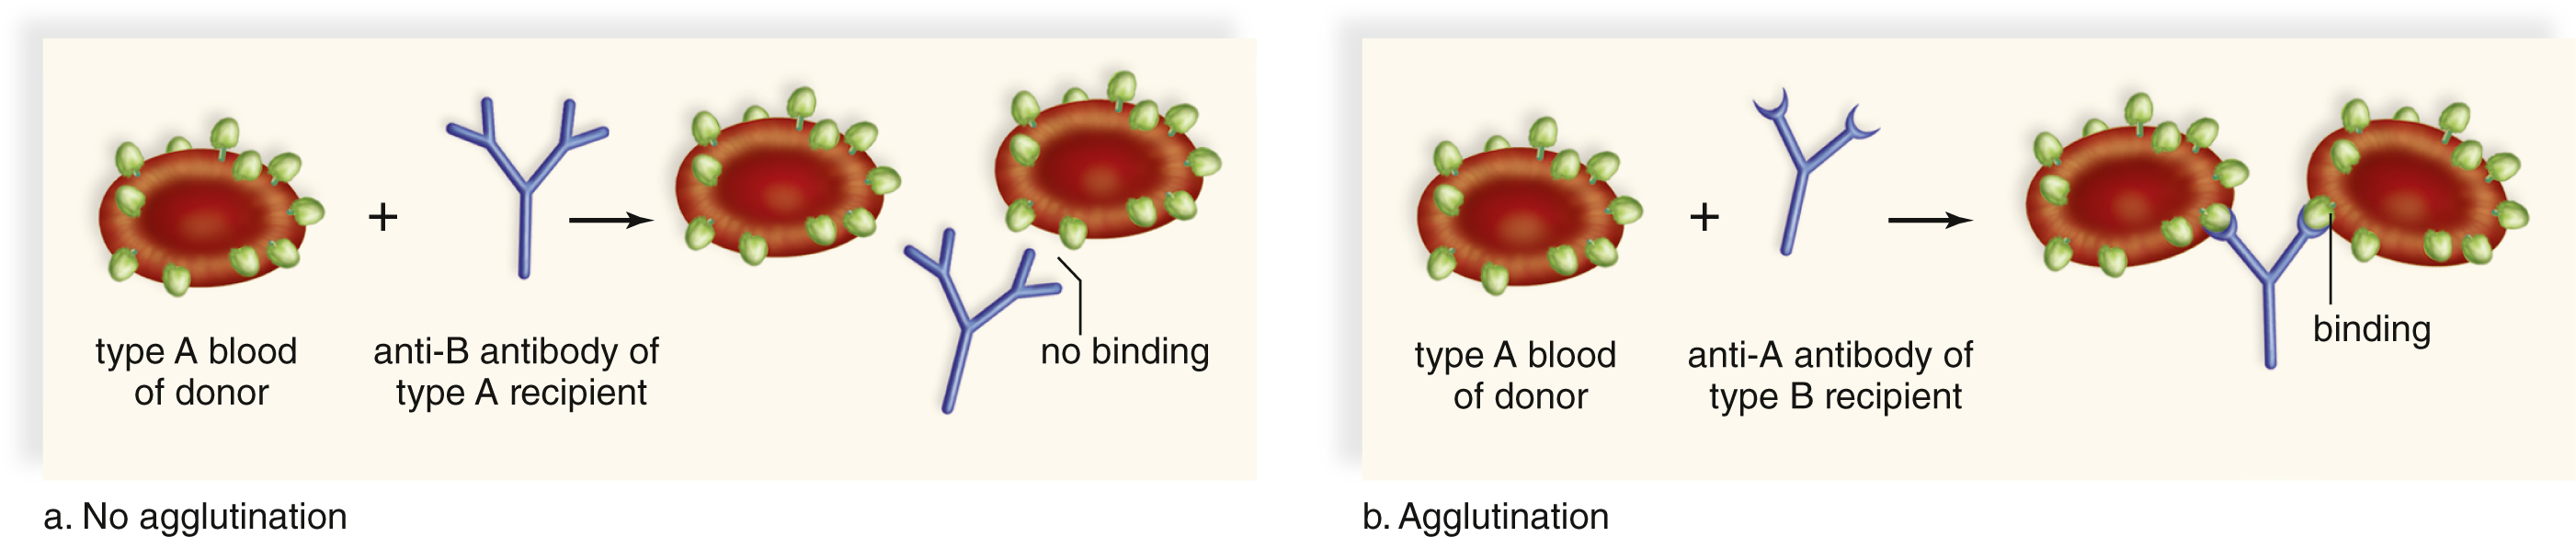 +
type A blood
of donor
anti-B antibody of
type A recipient
no binding
a. No agglutination
+
type A blood
of donor
anti-A antibody of
type B recipient
binding
b. Agglutination